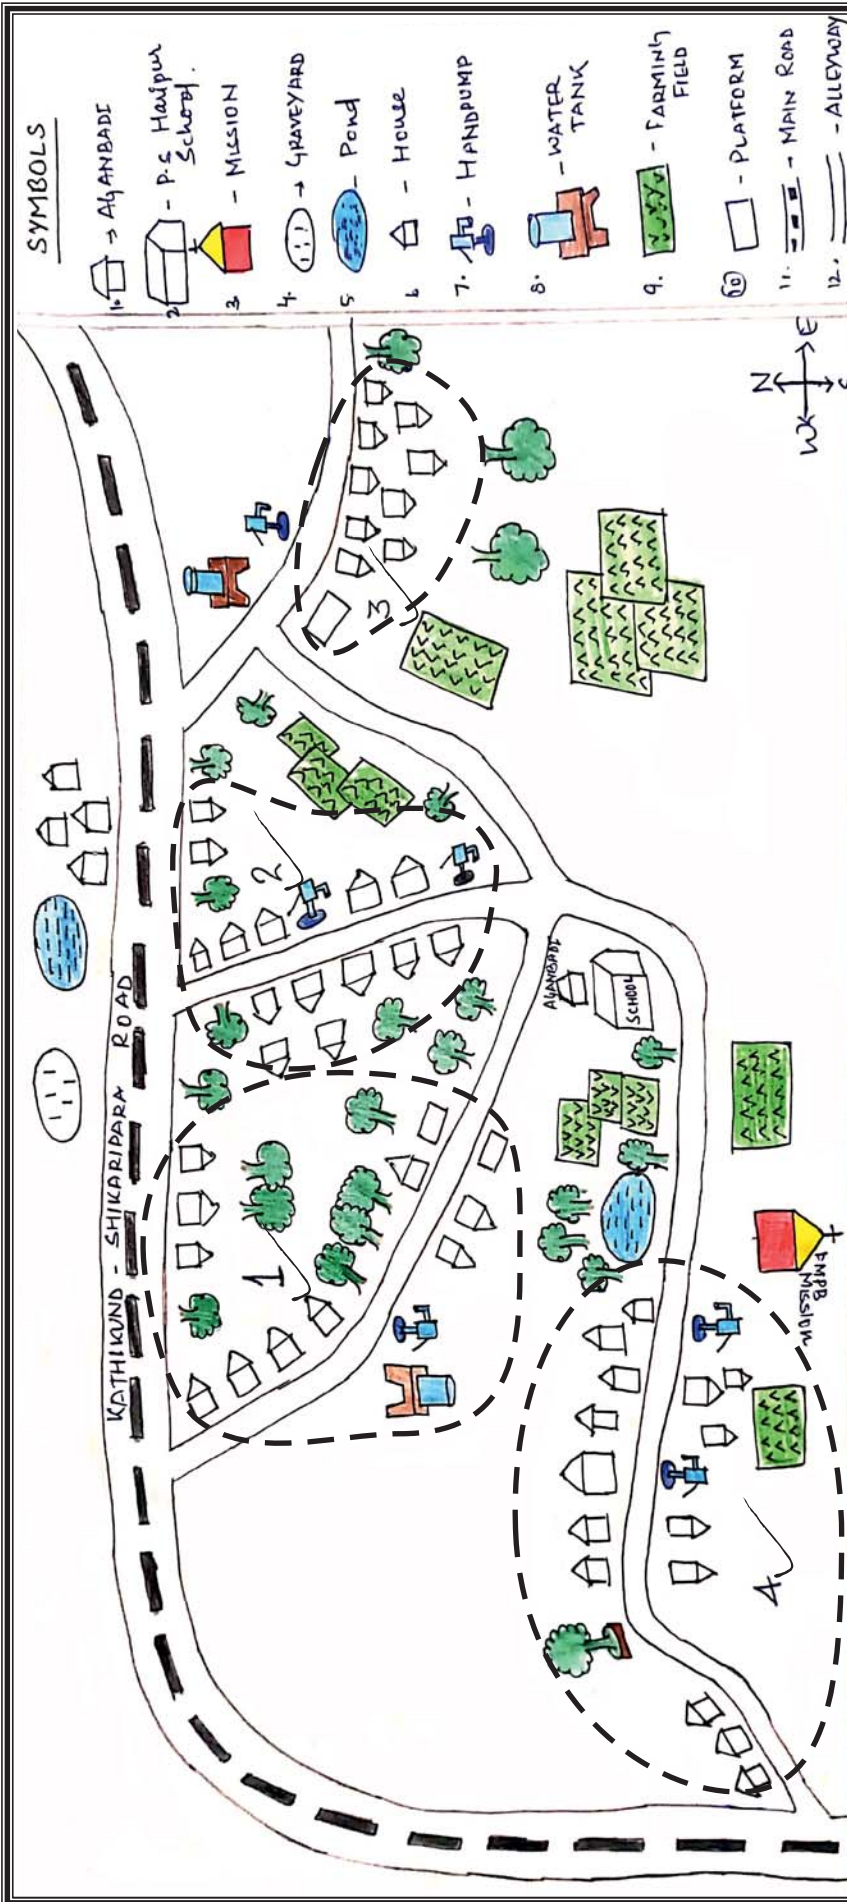 SYMBOLS
1. → AGANBADI
2 - P.S Haripur
School.
3 - MISSION
4. → GRAVEYARD
5. - Pond
6 - House
7. - HANDPUMP
8. - WATER
TANK
9. - FARMING
FIELD
10 - PLATFORM
11. - MAIN ROAD
12. - ALLEYWAY
N
W E
KATHIKUND - SHIKARIPARA ROAD
1
2
3
4
AGANBADI
SCHOOL
MISSION